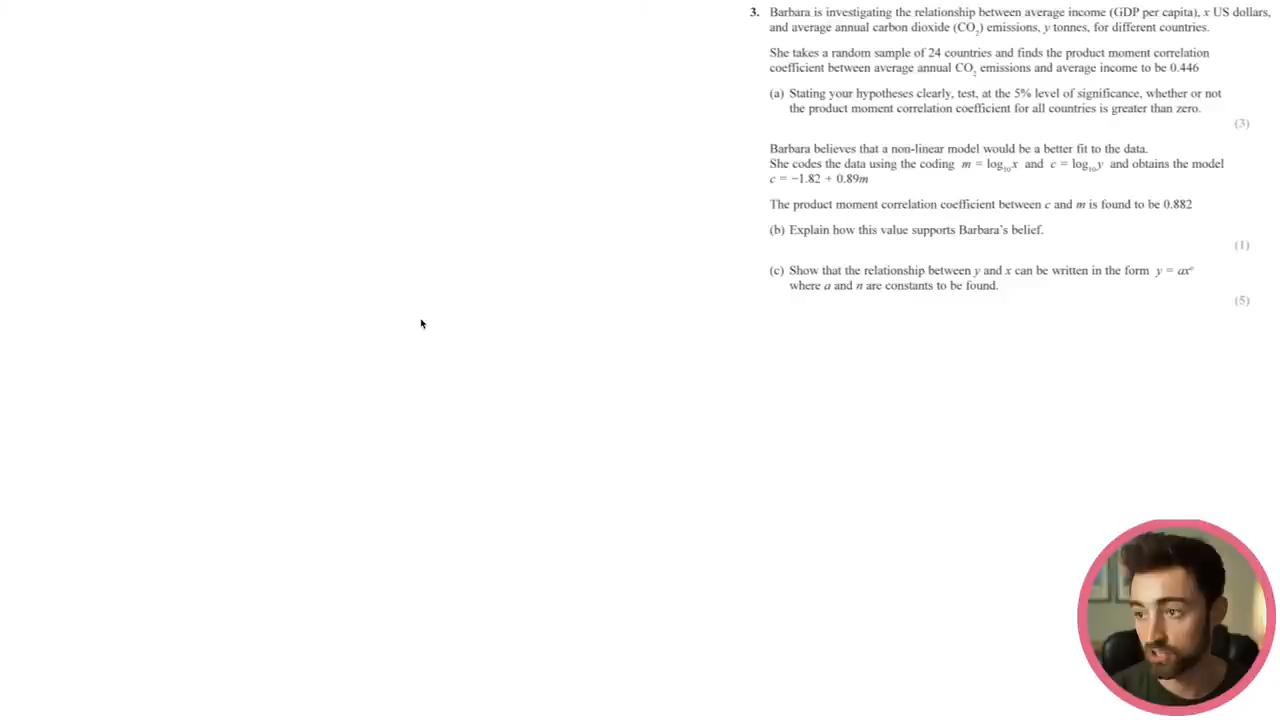 3. Barbara is investigating the relationship between average income (GDP per capita), x US dollars,
and average annual carbon dioxide (CO₂) emissions, y tonnes, for different countries.
She takes a random sample of 24 countries and finds the product moment correlation
coefficient between average annual CO₂ emissions and average income to be 0.446
(a) Stating your hypotheses clearly, test, at the 5% level of significance, whether or not
the product moment correlation coefficient for all countries is greater than zero.
(3)
Barbara believes that a non-linear model would be a better fit to the data.
She codes the data using the coding m = log₁₀x and c = log₁₀y and obtains the model
c = −1.82 + 0.89m
The product moment correlation coefficient between c and m is found to be 0.882
(b) Explain how this value supports Barbara's belief.
(1)
(c) Show that the relationship between y and x can be written in the form y = axⁿ
where a and n are constants to be found.
(5)